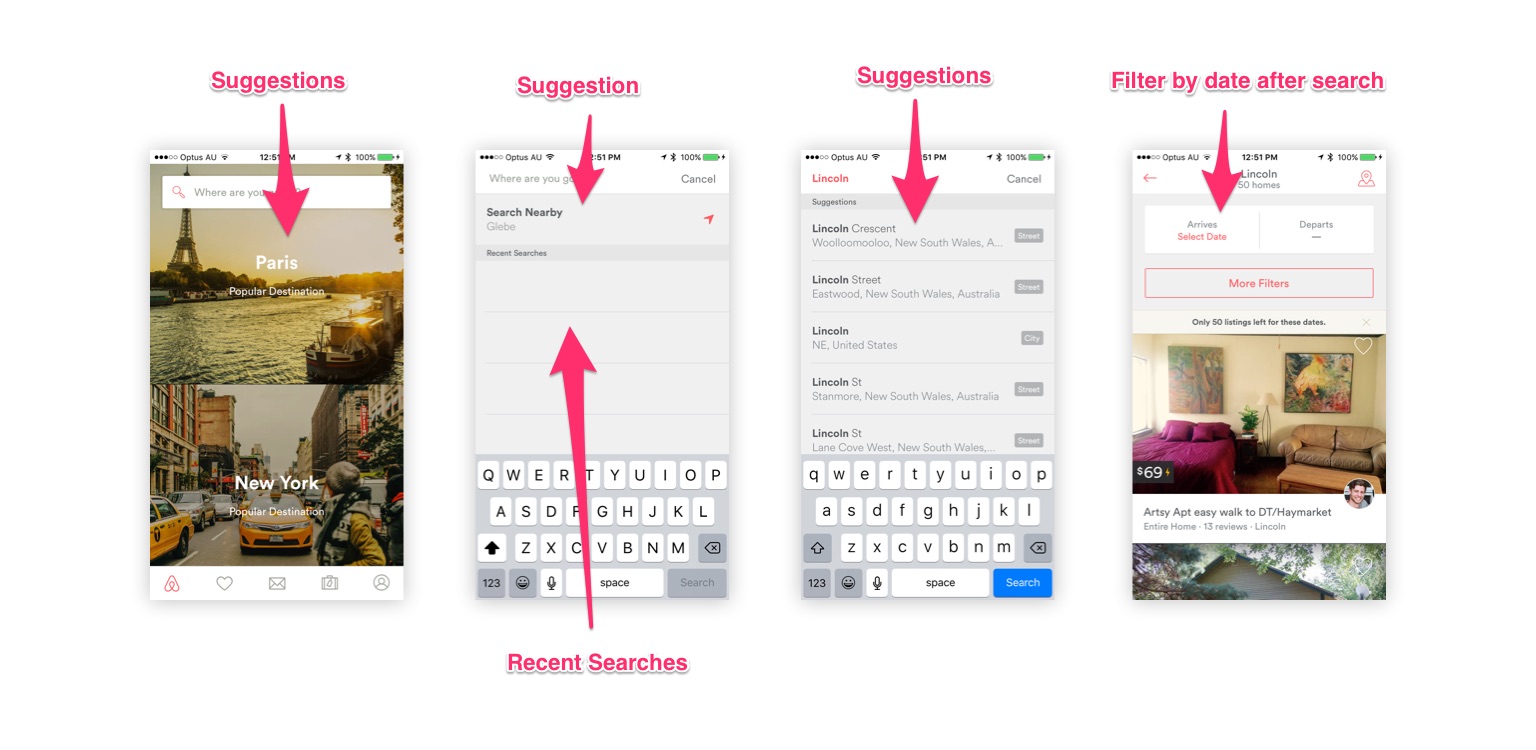 Suggestions
Suggestion
Suggestions
Filter by date after search
Optus AU
12:51 PM
100%
Where are you
Paris
Popular Destination
New York
Popular Destination
Optus AU
2:51 PM
100%
Where are you go
Cancel
Search Nearby
Glebe
Recent Searches
Q W E R T Y U I O P
A S D F G H J K L
Z X C V B N M
123
space
Search
Recent Searches
Optus AU
51 PM
100%
Lincoln
Cancel
Suggestions
Lincoln Crescent
Woolloomooloo, New South Wales, A...
Street
Lincoln Street
Eastwood, New South Wales, Australia
Street
Lincoln
NE, United States
City
Lincoln St
Stanmore, New South Wales, Australia
Street
Lincoln St
Lane Cove West, New South Wales,...
Street
q w e r t y u i o p
a s d f g h j k l
z x c v b n m
123
space
Search
Optus AU
12:51 PM
100%
Lincoln
50 homes
Arrives
Select Date
Departs
—
More Filters
Only 50 listings left for these dates.
$69
Artsy Apt easy walk to DT/Haymarket
Entire Home · 13 reviews · Lincoln